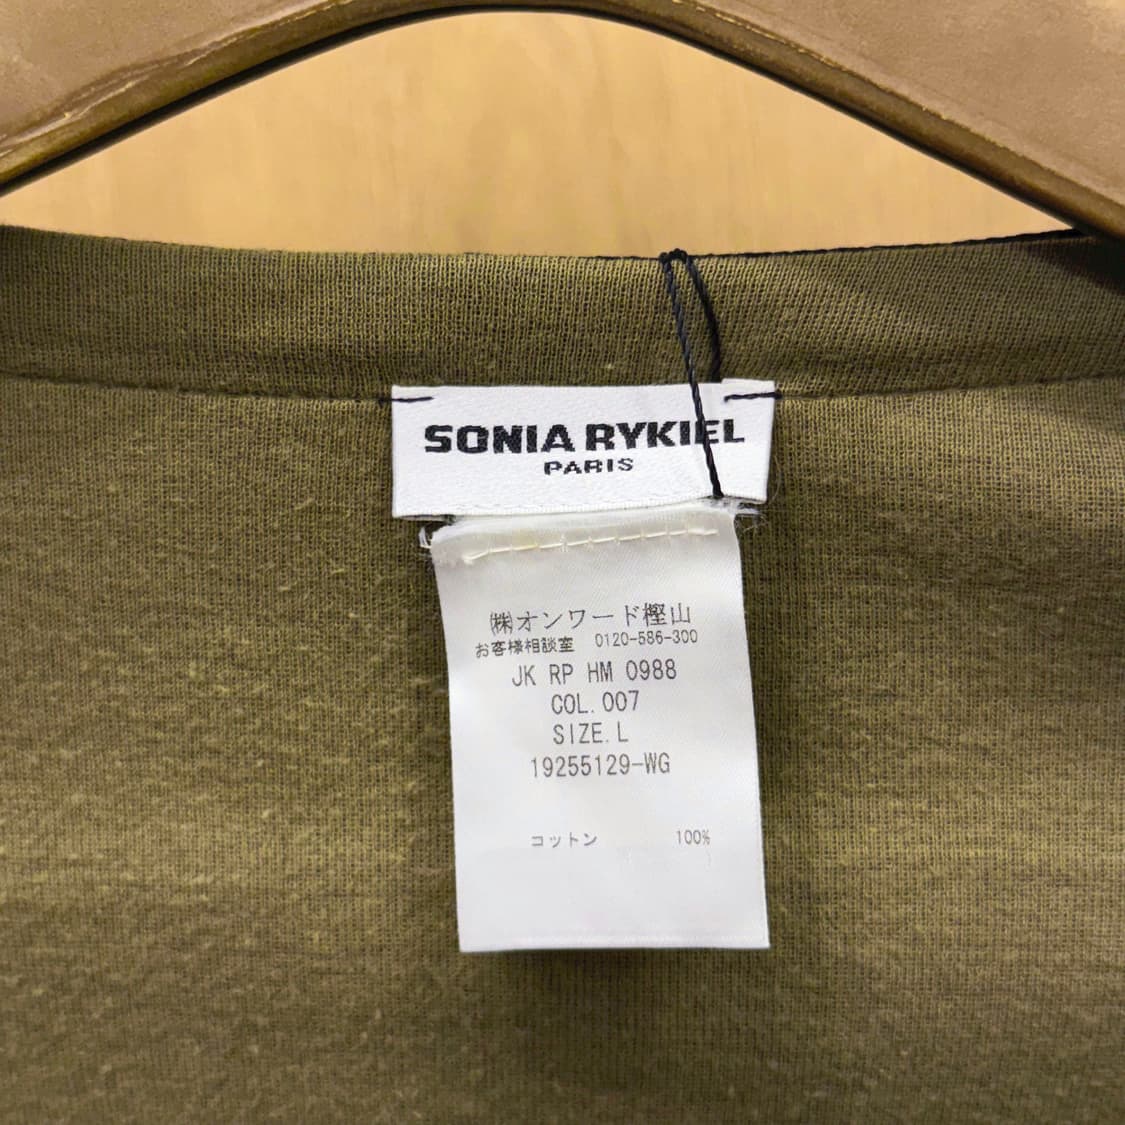 SONIA RYKIEL
PARIS
㈱オンワード樫山
お客様相談室 0120-586-300
JK RP HM 0988
COL.007
SIZE.L
19255129-WG
コットン 100%